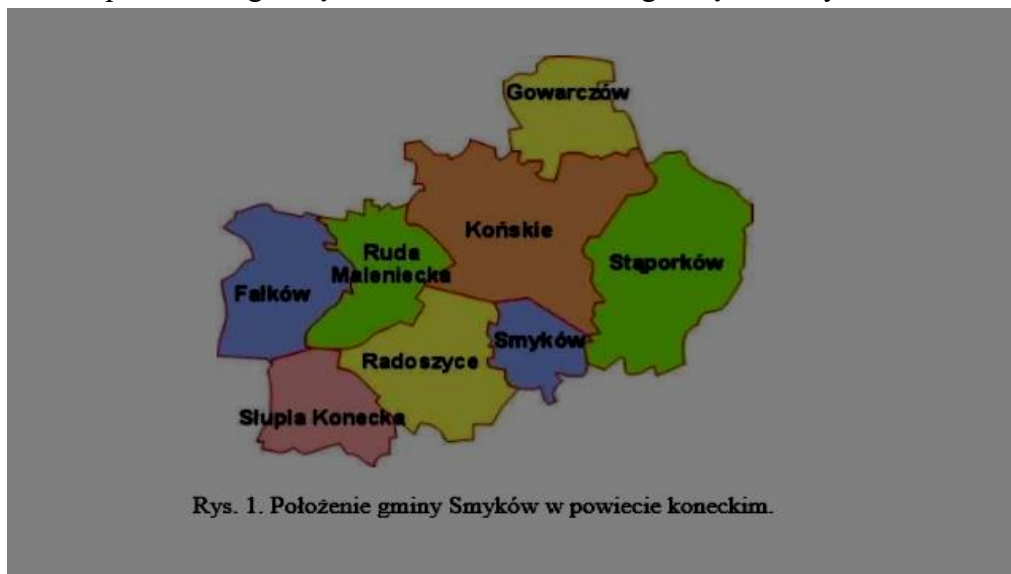 Gowarczów
Końskie
Ruda
Maleniecka
Stąporków
Fałków
Smyków
Radoszyce
Słupia Konecka
Rys. 1. Położenie gminy Smyków w powiecie koneckim.